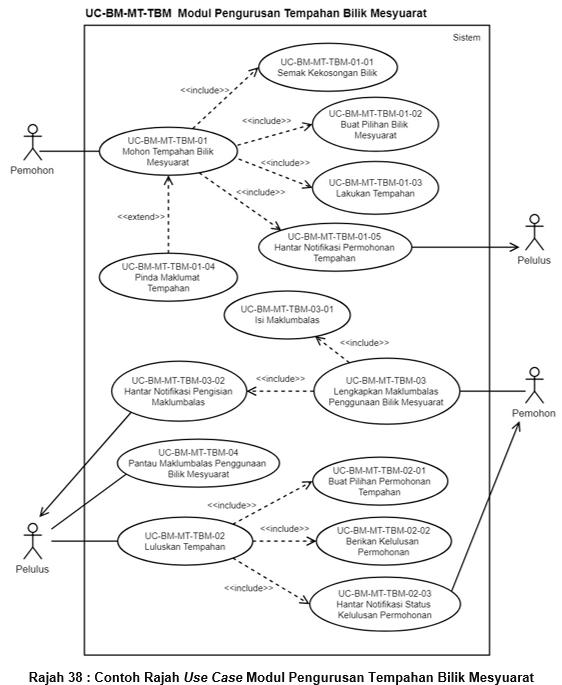 UC-BM-MT-TBM Modul Pengurusan Tempahan Bilik Mesyuarat
Sistem
UC-BM-MT-TBM-01-01
Semak Kekosongan Bilik
<<include>>
UC-BM-MT-TBM-01-02
Buat Pilihan Bilik
Mesyuarat
Pemohon
UC-BM-MT-TBM-01
Mohon Tempahan Bilik
Mesyuarat
<<include>>
<<include>>
UC-BM-MT-TBM-01-03
Lakukan Tempahan
<<extend>>
UC-BM-MT-TBM-01-05
Hantar Notifikasi Permohonan
Tempahan
Pelulus
UC-BM-MT-TBM-01-04
Pinda Maklumat
Tempahan
UC-BM-MT-TBM-03-01
Isi Maklumbalas
<<include>>
UC-BM-MT-TBM-03-02
Hantar Notifikasi Pengisian
Maklumbalas
<<include>>
UC-BM-MT-TBM-03
Lengkapkan Maklumbalas
Penggunaan Bilik Mesyuarat
Pemohon
UC-BM-MT-TBM-04
Pantau Maklumbalas Penggunaan
Bilik Mesyuarat
UC-BM-MT-TBM-02-01
Buat Pilihan Permohonan
Tempahan
<<include>>
Pelulus
UC-BM-MT-TBM-02
Luluskan Tempahan
<<include>>
UC-BM-MT-TBM-02-02
Berikan Kelulusan
Permohonan
<<include>>
UC-BM-MT-TBM-02-03
Hantar Notifikasi Status
Kelulusan Permohonan
Rajah 38 : Contoh Rajah Use Case Modul Pengurusan Tempahan Bilik Mesyuarat